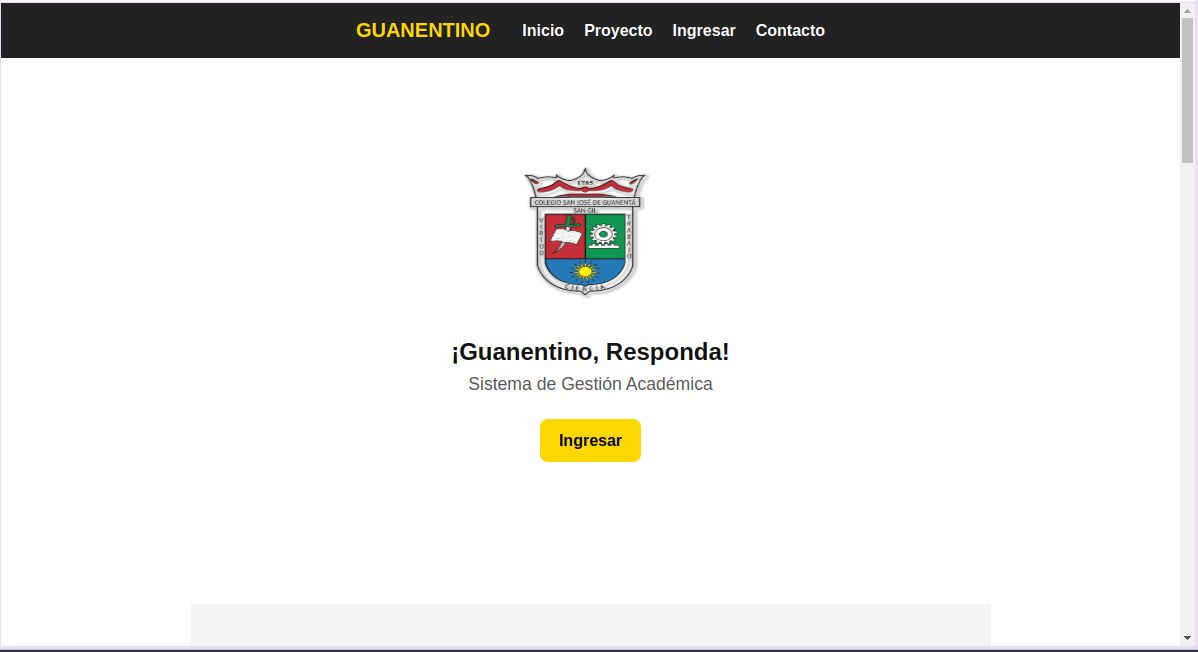 GUANENTINO Inicio Proyecto Ingresar Contacto
1785
COLEGIO SAN JOSÉ DE GUANENTÁ
SAN GIL
VIRTUD
TRABAJO
CIENCIA
¡Guanentino, Responda!
Sistema de Gestión Académica
Ingresar